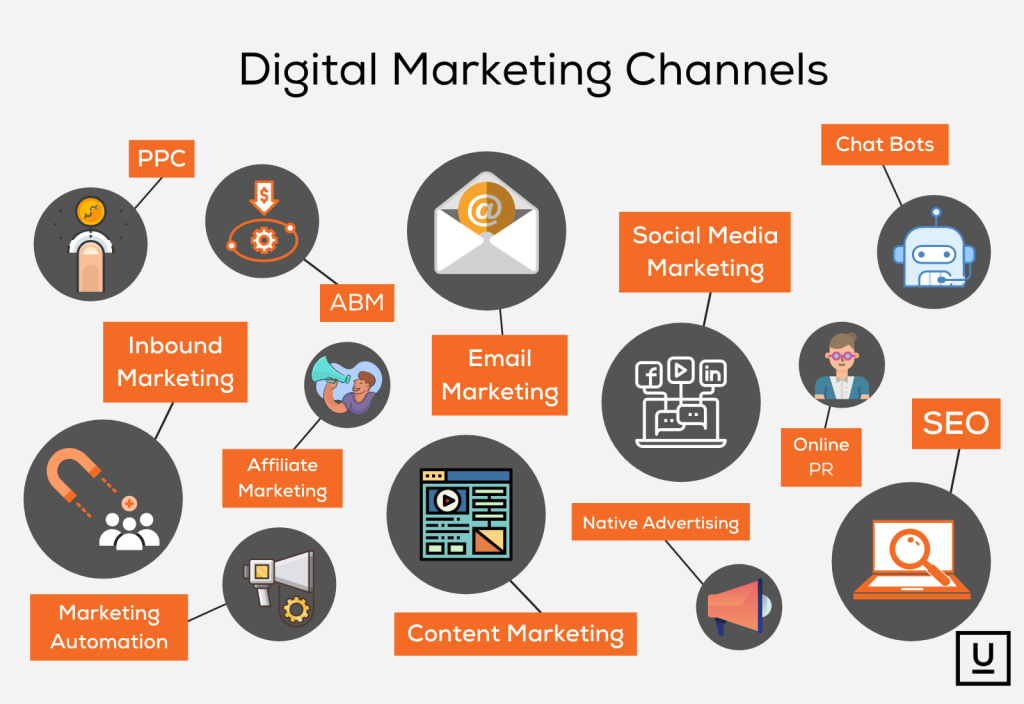 Digital Marketing Channels
PPC
Chat Bots
$
@
Social Media
Marketing
ABM
Inbound
Marketing
Email
Marketing
f
in
SEO
Online
PR
Affiliate
Marketing
Native Advertising
Marketing
Automation
Content Marketing
U